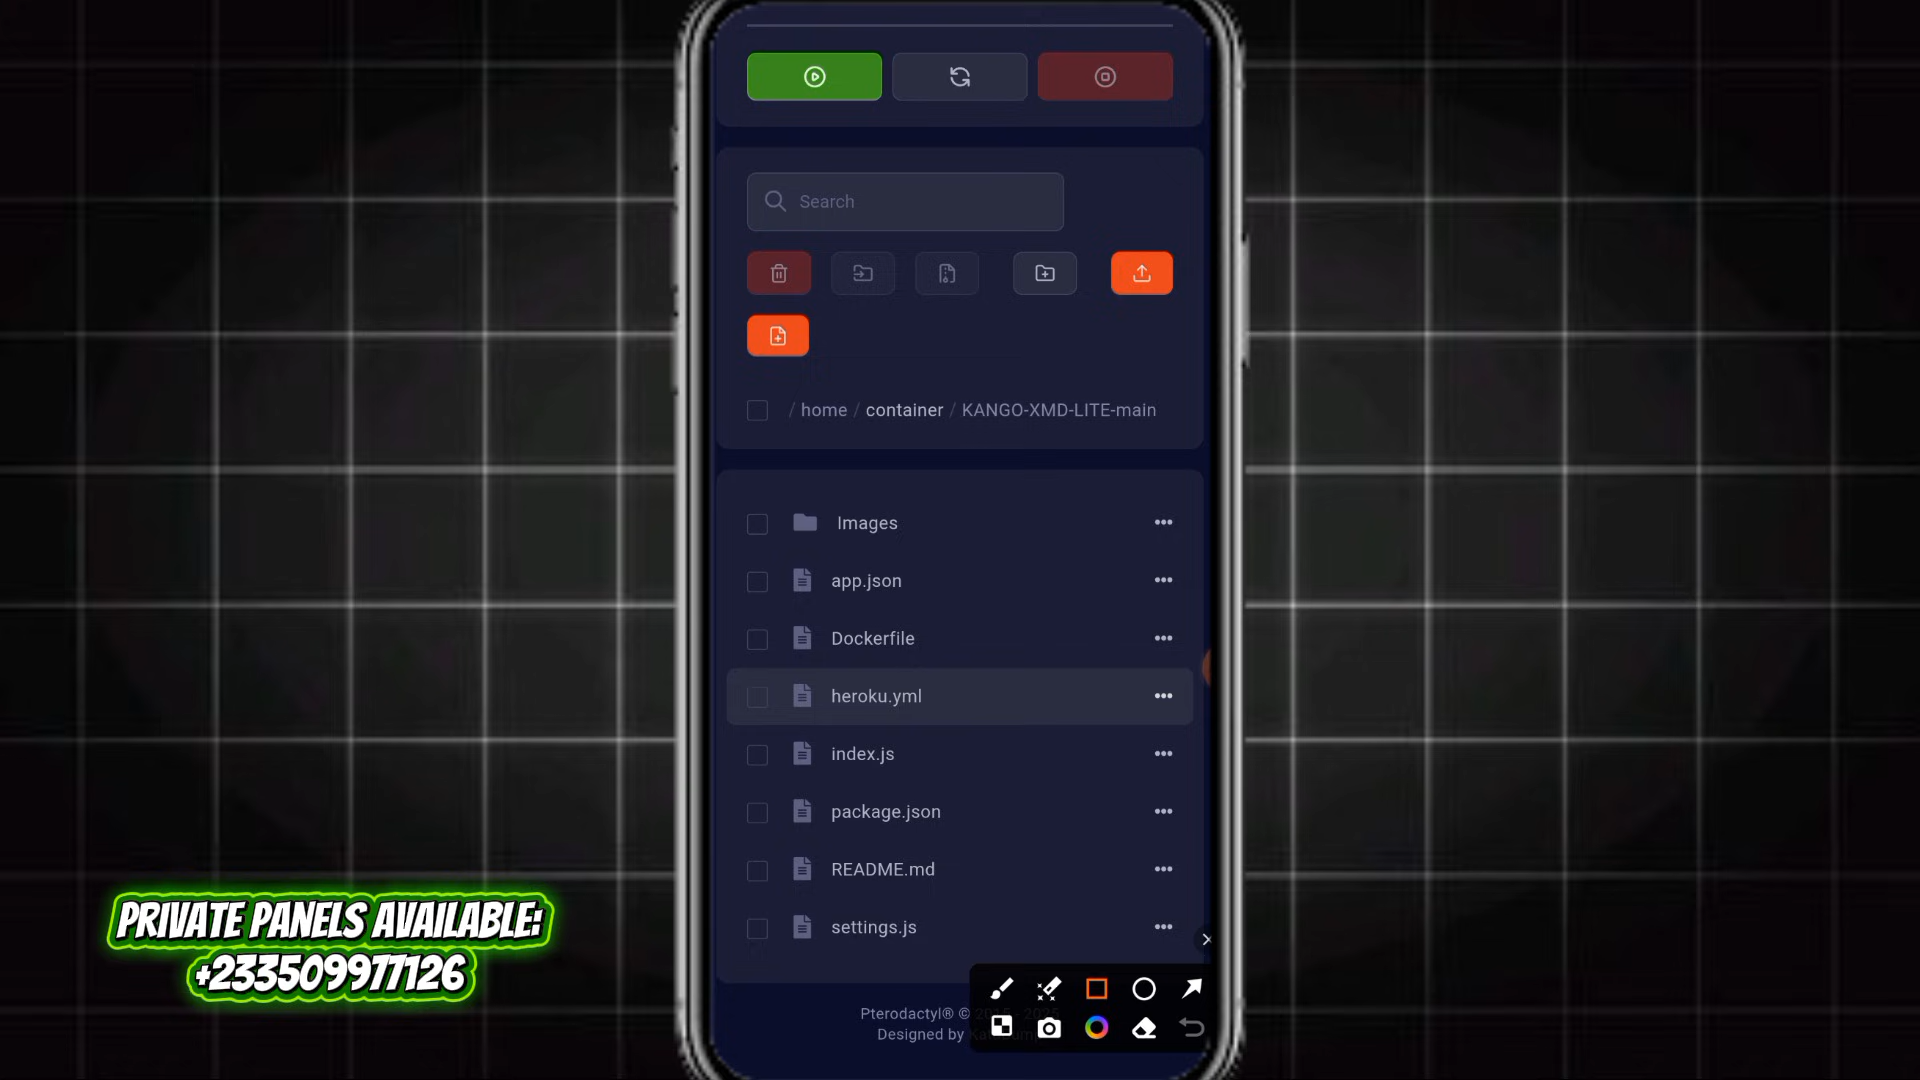 Search
/ home / container / KANGO-XMD-LITE-main
Images
app.json
Dockerfile
heroku.yml
index.js
package.json
README.md
settings.js
PRIVATE PANELS AVAILABLE:
+233509977126
Pterodactyl® ©
Designed by